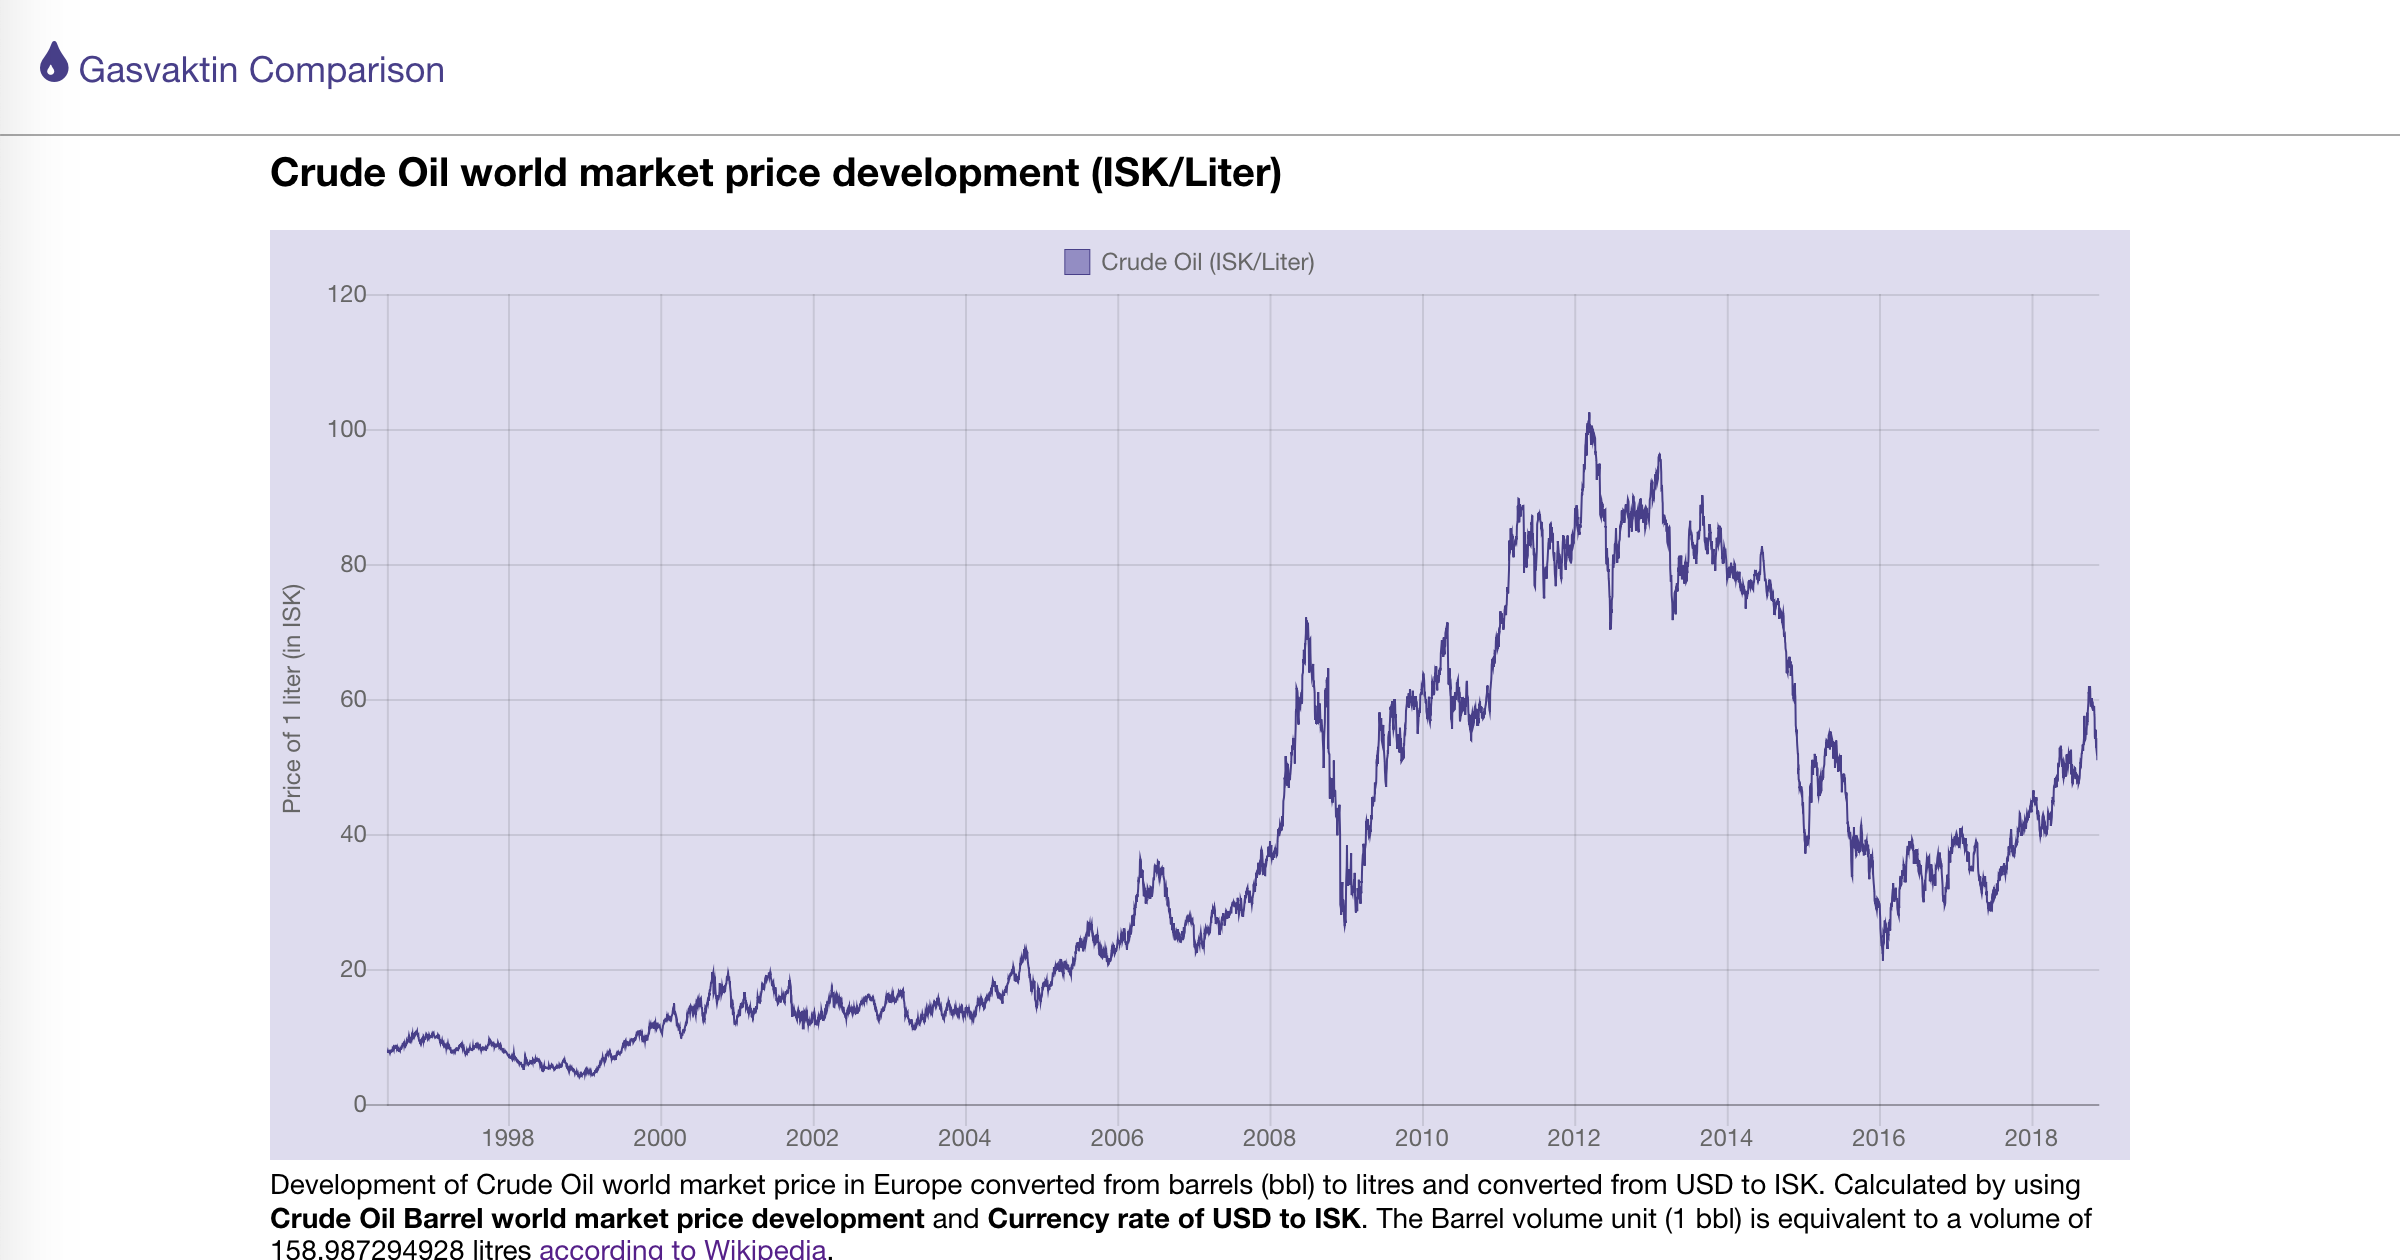 Gasvaktin Comparison
Crude Oil world market price development (ISK/Liter)
Crude Oil (ISK/Liter)
Price of 1 liter (in ISK)
120
100
80
60
40
20
0
1998 2000 2002 2004 2006 2008 2010 2012 2014 2016 2018
Development of Crude Oil world market price in Europe converted from barrels (bbl) to litres and converted from USD to ISK. Calculated by using
Crude Oil Barrel world market price development and Currency rate of USD to ISK. The Barrel volume unit (1 bbl) is equivalent to a volume of
158.987294928 litres according to Wikipedia.